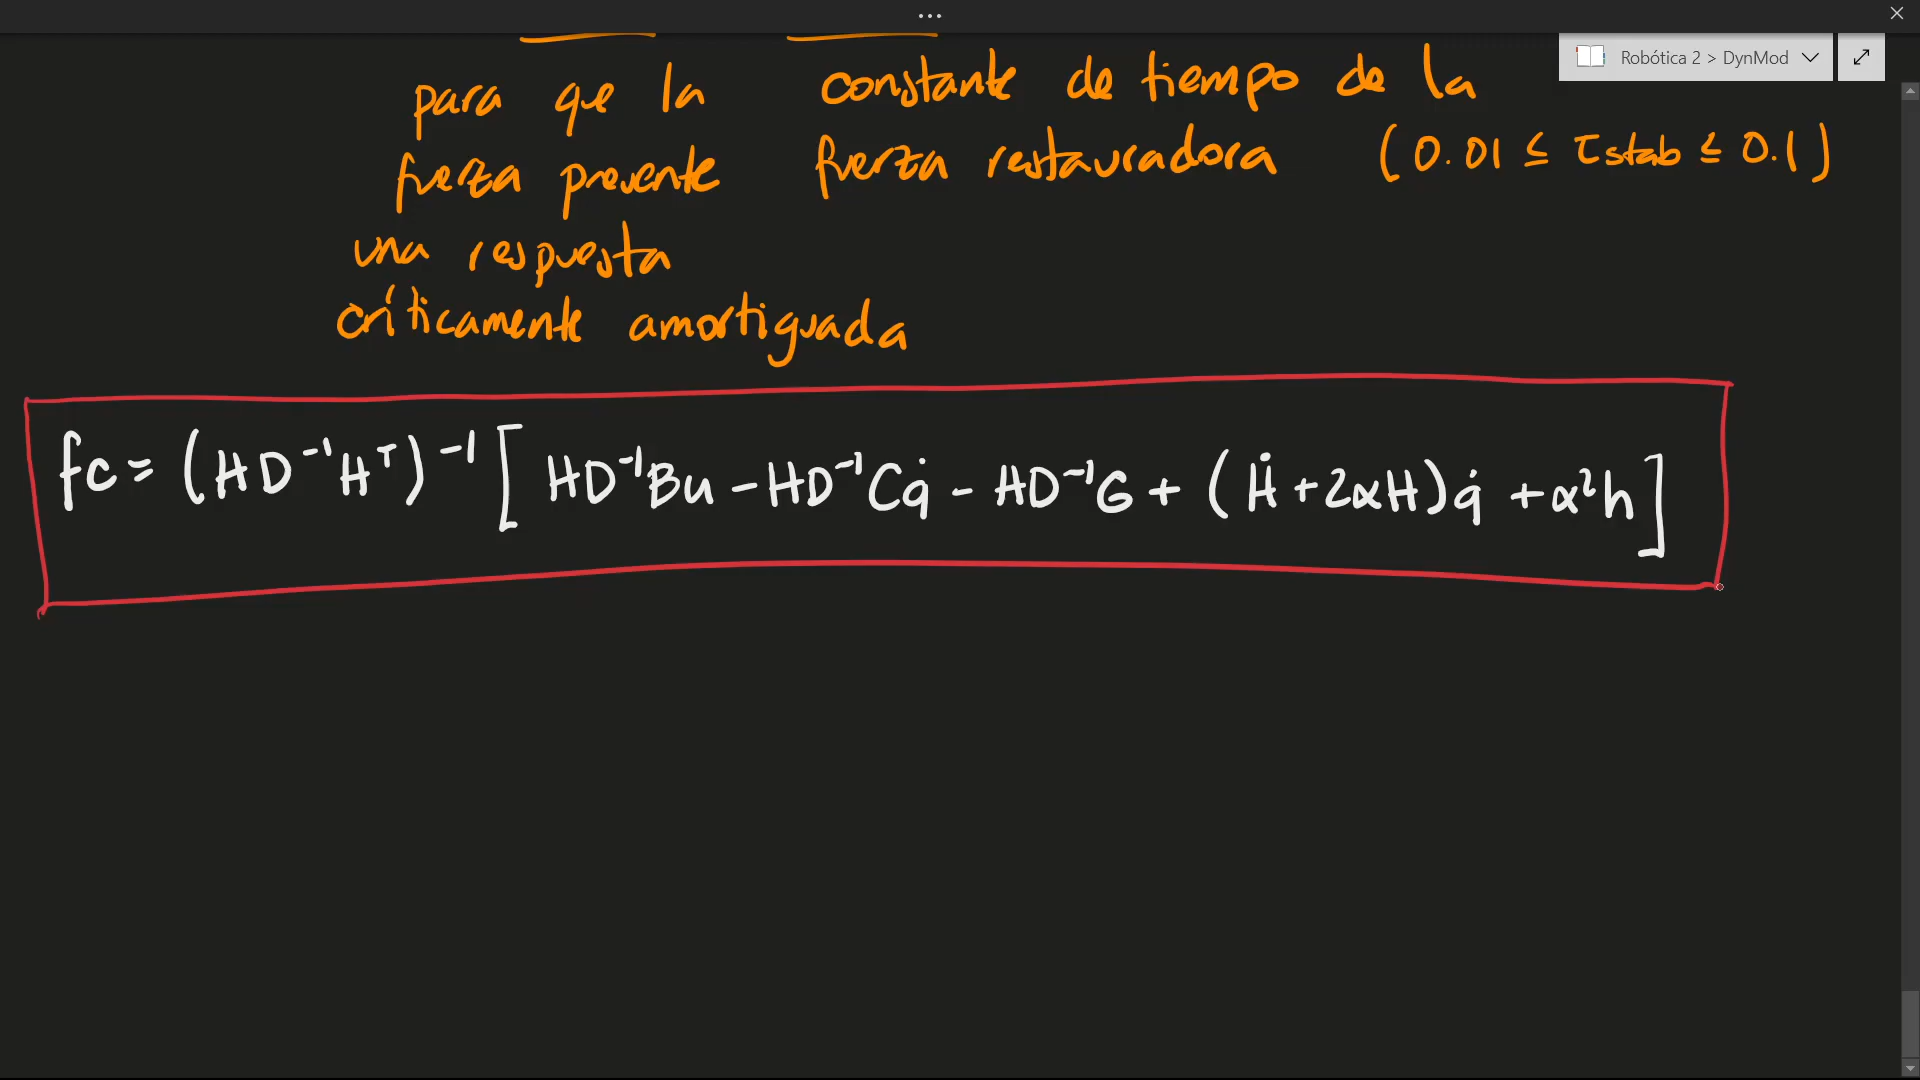 Robótica 2 > DynMod
para que la
fuerza presente
una respuesta
críticamente amortiguada
constante de tiempo de la
fuerza restauradora (0.01 ≤ τstab ≤ 0.1)
fc = (HD⁻¹Hᵀ)⁻¹ [ HD⁻¹Bu − HD⁻¹Cq̇ − HD⁻¹G + (Ḣ + 2αH)q̇ + α²h ]